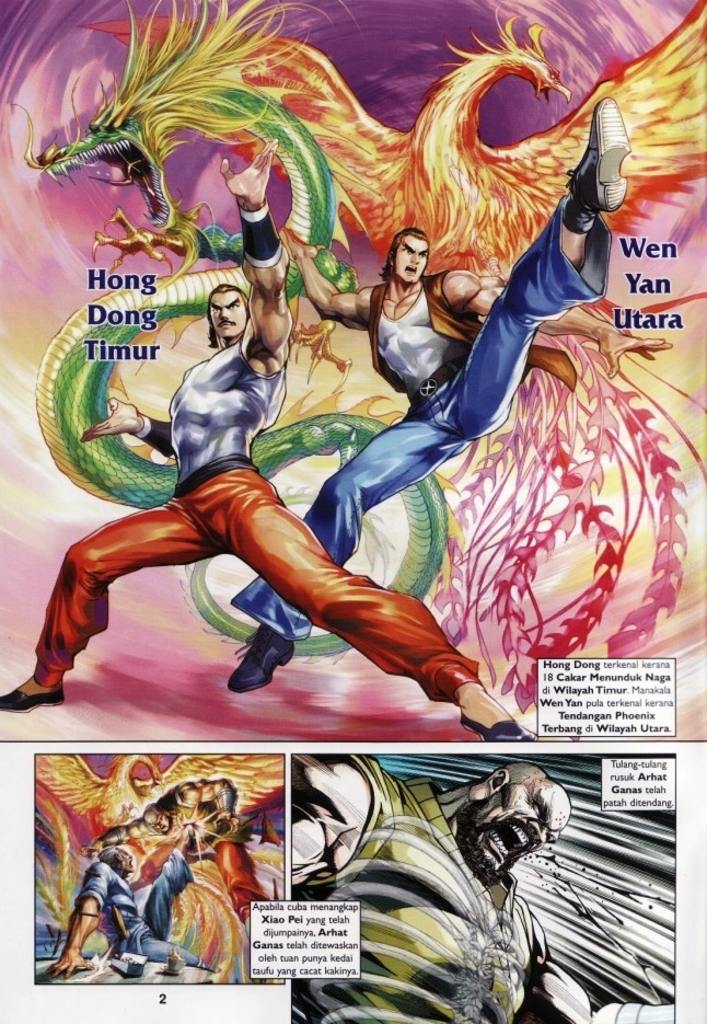 Hong
Dong
Timur
Wen
Yan
Utara
Hong Dong terkenal kerana
18 Cakar Menunduk Naga
di Wilayah Timur. Manakala
Wen Yan pula terkenal kerana
Tendangan Phoenix
Terbang di Wilayah Utara.
Apabila cuba menangkap
Xiao Pei yang telah
dijumpainya, Arhat
Ganas telah ditewaskan
oleh tuan punya kedai
taufu yang cacat kakinya.
Tulang-tulang
rusuk Arhat
Ganas telah
patah ditendang.
2